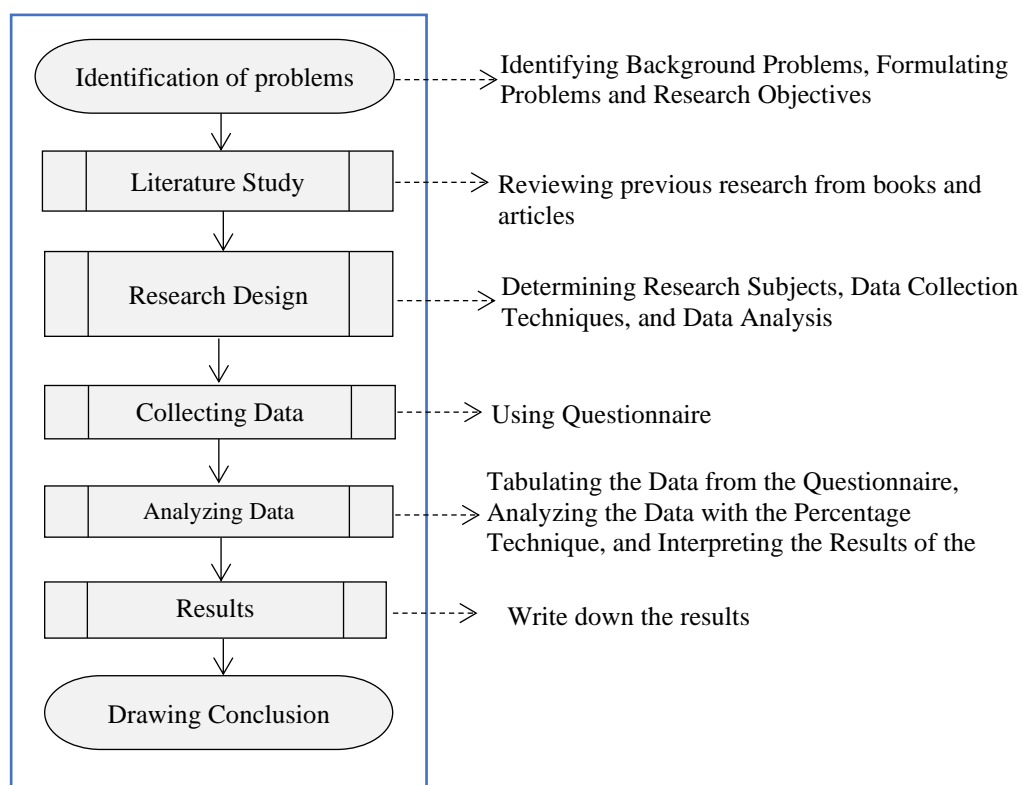 Identification of problems
Identifying Background Problems, Formulating
Problems and Research Objectives
Literature Study
Reviewing previous research from books and
articles
Research Design
Determining Research Subjects, Data Collection
Techniques, and Data Analysis
Collecting Data
Using Questionnaire
Analyzing Data
Tabulating the Data from the Questionnaire,
Analyzing the Data with the Percentage
Technique, and Interpreting the Results of the
Results
Write down the results
Drawing Conclusion